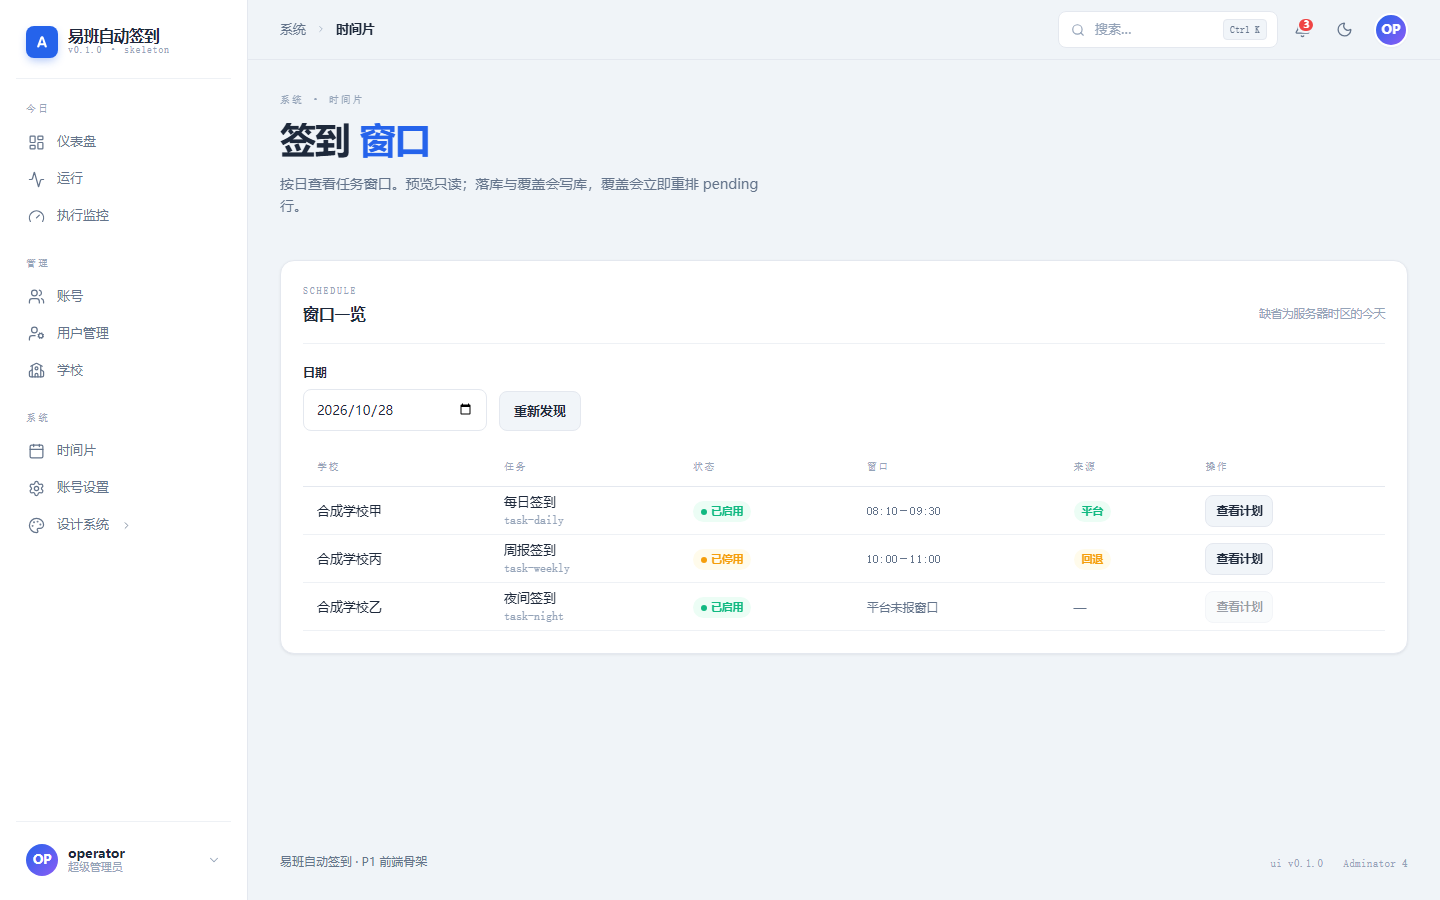 A
易班自动签到
v0.1.0 • skeleton
今日
仪表盘
运行
执行监控
管理
账号
用户管理
学校
系统
时间片
账号设置
设计系统
OP
operator
超级管理员
系统
时间片
搜索...
Ctrl K
3
OP
系统 • 时间片
签到 窗口
按日查看任务窗口。预览只读；落库与覆盖会写库，覆盖会立即重排 pending
行。
SCHEDULE
窗口一览
缺省为服务器时区的今天
日期
2026/10/28
重新发现
学校 任务 状态 窗口 来源 操作
合成学校甲 每日签到 已启用 08:10—09:30 平台 查看计划
task-daily
合成学校丙 周报签到 已停用 10:00—11:00 回退 查看计划
task-weekly
合成学校乙 夜间签到 已启用 平台未报窗口 — 查看计划
task-night
易班自动签到 · P1 前端骨架
ui v0.1.0 Adminator 4